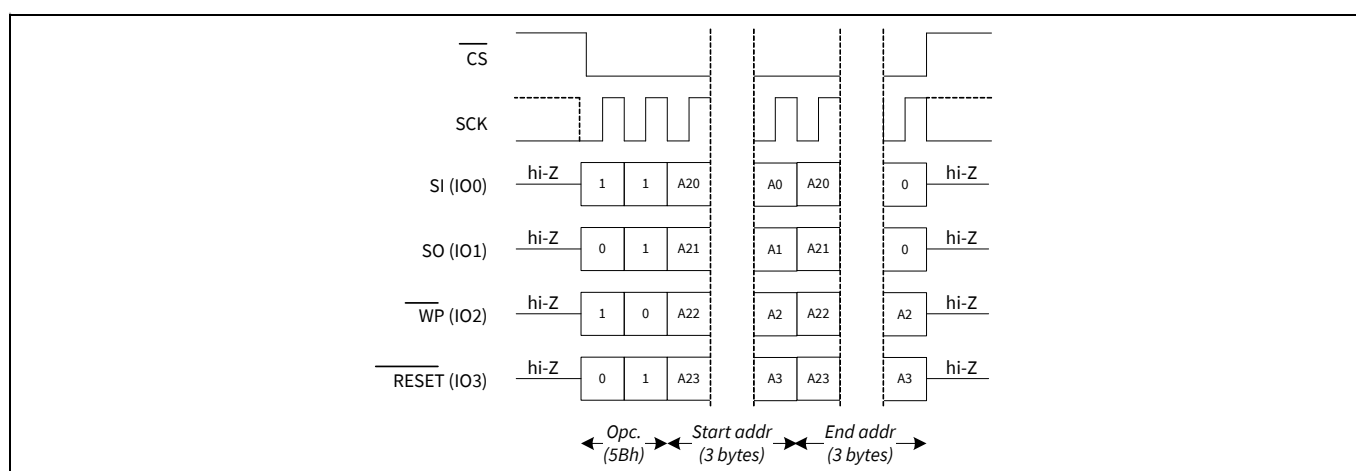 CS
SCK
SI (IO0) hi-Z 1 1 A20 A0 A20 0 hi-Z
SO (IO1) hi-Z 0 1 A21 A1 A21 0 hi-Z
WP (IO2) hi-Z 1 0 A22 A2 A22 A2 hi-Z
RESET (IO3) hi-Z 0 1 A23 A3 A23 A3 hi-Z
Opc. Start addr End addr
(5Bh) (3 bytes) (3 bytes)